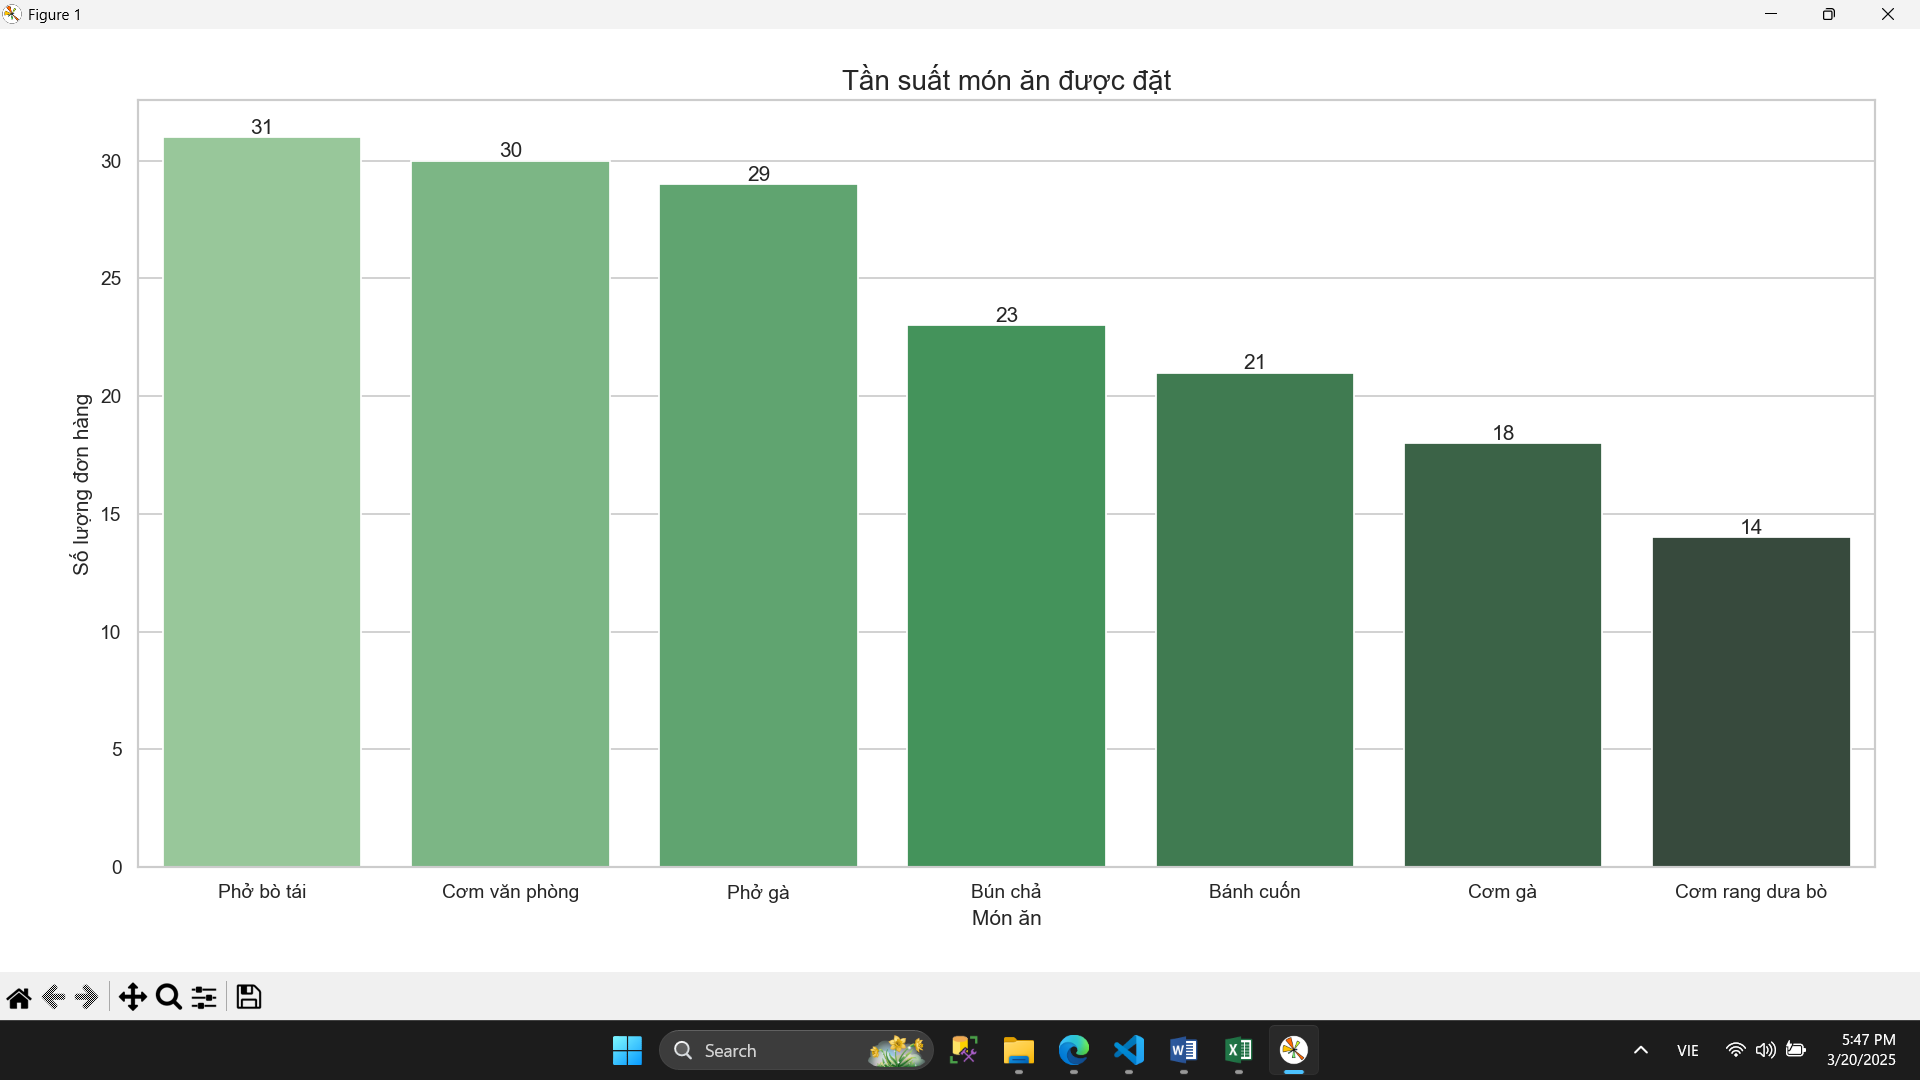 Figure 1
Tần suất món ăn được đặt
31
30
29
23
21
18
14
30
25
20
15
10
5
0
Số lượng đơn hàng
Phở bò tái
Cơm văn phòng
Phở gà
Bún chả
Bánh cuốn
Cơm gà
Cơm rang dưa bò
Món ăn
Search
VIE
5:47 PM
3/20/2025